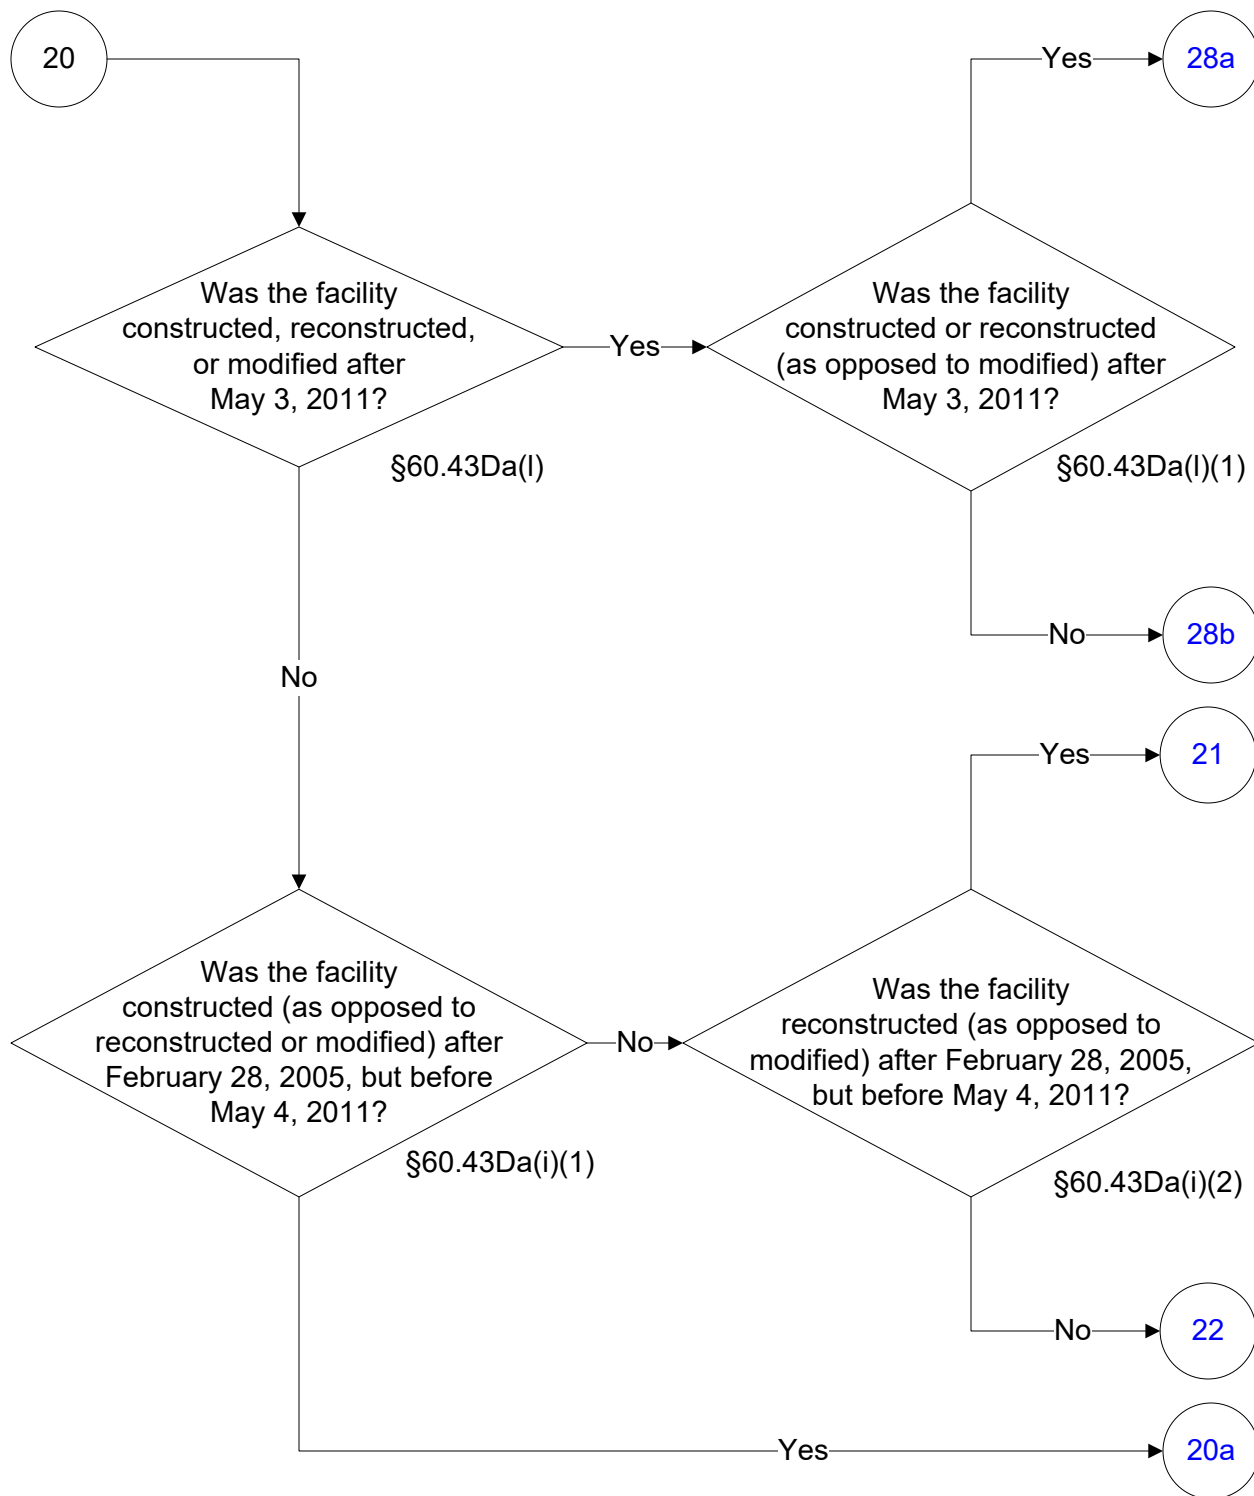 20
Yes
28a
Was the facility
constructed, reconstructed,
or modified after
May 3, 2011?
§60.43Da(l)
Yes
Was the facility
constructed or reconstructed
(as opposed to modified) after
May 3, 2011?
§60.43Da(l)(1)
No
28b
No
Yes
21
Was the facility
constructed (as opposed to
reconstructed or modified) after
February 28, 2005, but before
May 4, 2011?
§60.43Da(i)(1)
No
Was the facility
reconstructed (as opposed to
modified) after February 28, 2005,
but before May 4, 2011?
§60.43Da(i)(2)
No
22
Yes
20a